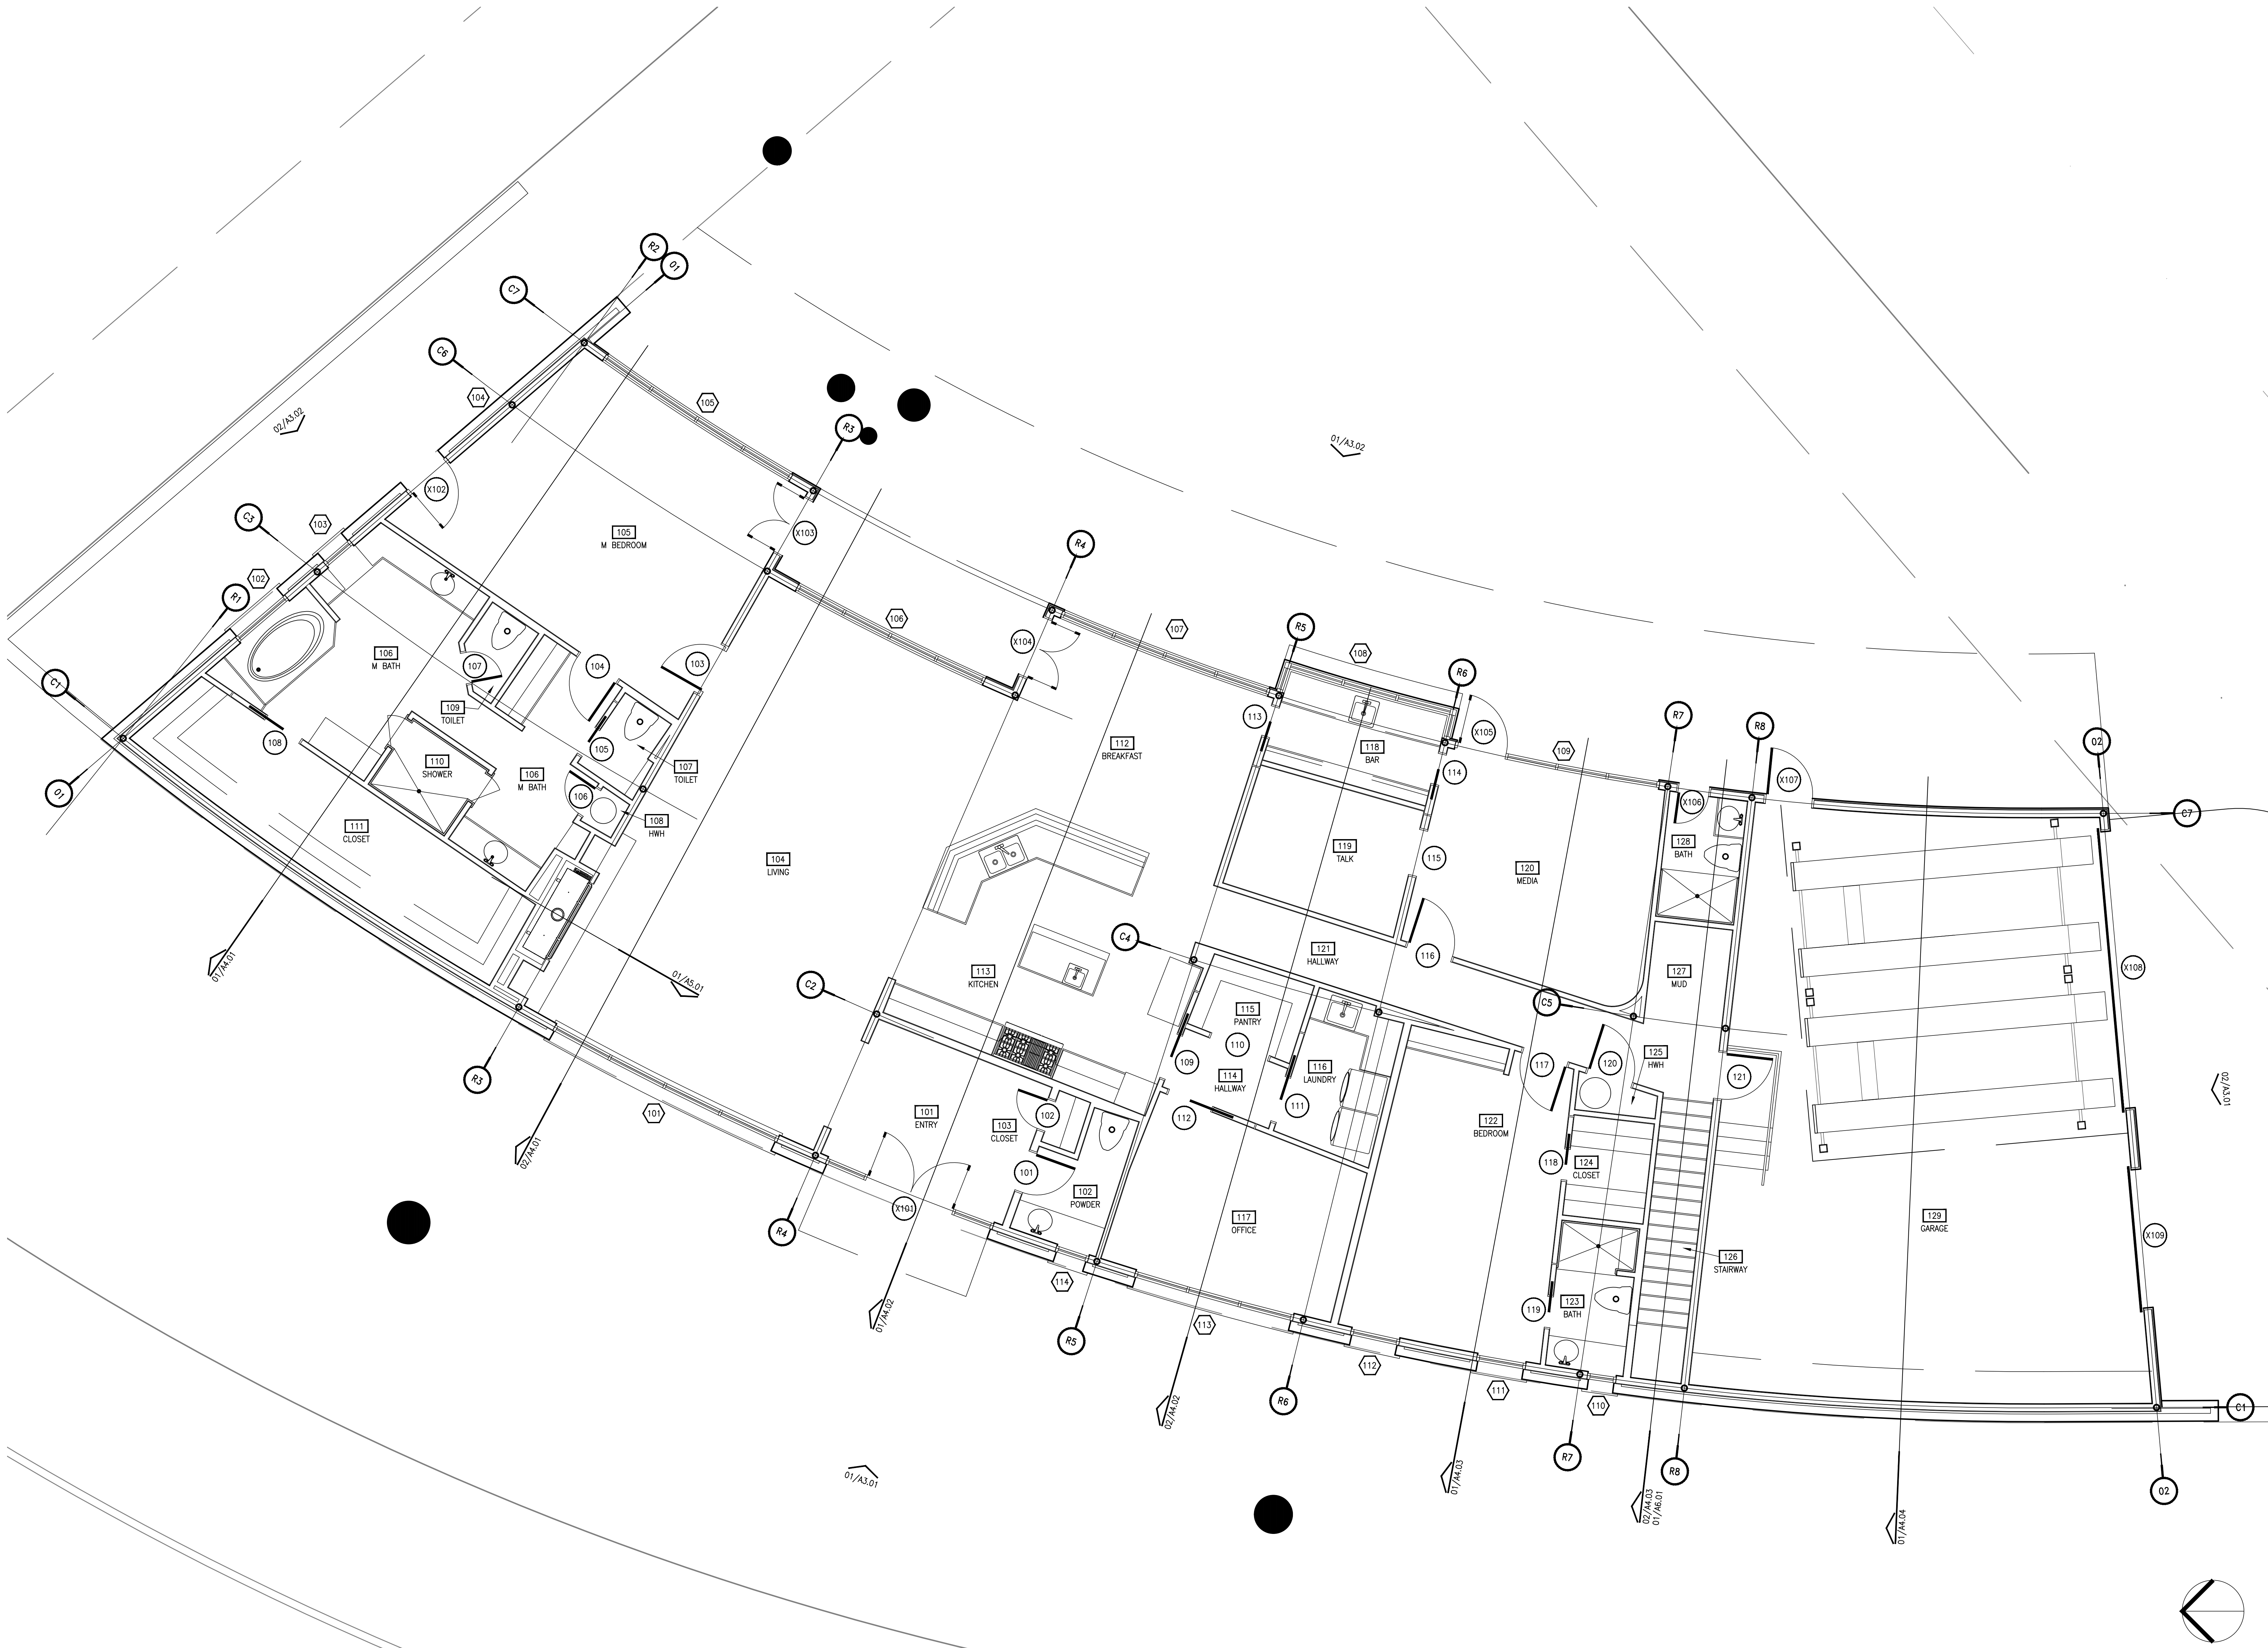 R2
01
C7
C6
104
105
02/A3.02
R3
01/A3.02
X102
C3
103
X103
105
M BEDROOM
R4
102
R1
106
X104
107
R5
108
R6
106
M BATH
107
104
103
C1
109
TOILET
113
X105
R7
R8
02
108
105
112
BREAKFAST
118
BAR
109
110
SHOWER
106
M BATH
107
TOILET
114
X107
01
106
X106
C7
108
HWH
111
CLOSET
128
BATH
104
LIVING
119
TALK
115
120
MEDIA
C4
121
HALLWAY
116
01/A4.01
113
KITCHEN
127
MUD
X108
01/A5.01
C2
C5
115
PANTRY
110
109
125
HWH
117
120
116
LAUNDRY
114
HALLWAY
121
R3
02/A3.01
101
101
ENTRY
102
103
CLOSET
112
111
122
BEDROOM
02/A4.01
118
124
CLOSET
101
102
POWDER
X101
117
OFFICE
129
GARAGE
R4
X109
126
STAIRWAY
114
123
BATH
119
01/A4.02
113
R5
112
111
R6
110
C1
02/A4.02
R7
R8
01/A3.01
01/A4.03
02
02/A4.03
01/A6.01
01/A4.04